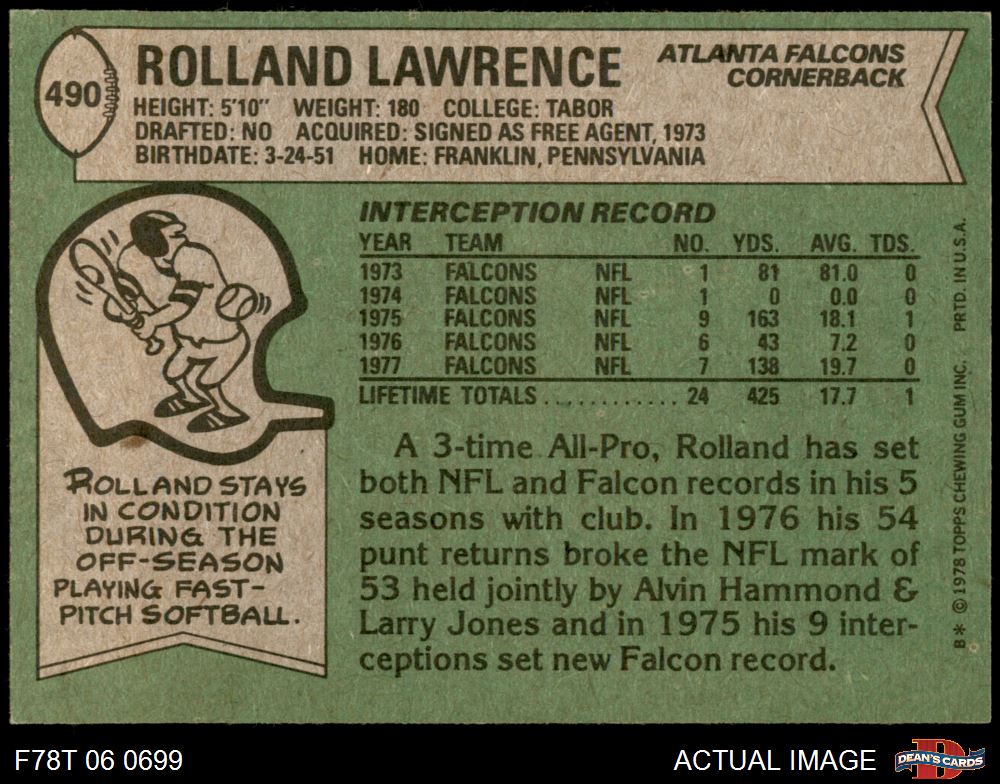 490
ROLLAND LAWRENCE
ATLANTA FALCONS
CORNERBACK
HEIGHT: 5'10" WEIGHT: 180 COLLEGE: TABOR
DRAFTED: NO ACQUIRED: SIGNED AS FREE AGENT, 1973
BIRTHDATE: 3-24-51 HOME: FRANKLIN, PENNSYLVANIA
INTERCEPTION RECORD
YEAR TEAM NO. YDS. AVG. TDS.
1973 FALCONS NFL 1 81 81.0 0
1974 FALCONS NFL 1 0 0.0 0
1975 FALCONS NFL 9 163 18.1 1
1976 FALCONS NFL 6 43 7.2 0
1977 FALCONS NFL 7 138 19.7 0
LIFETIME TOTALS ............ 24 425 17.7 1
ROLLAND STAYS
IN CONDITION
DURING THE
OFF-SEASON
PLAYING FAST-
PITCH SOFTBALL.
A 3-time All-Pro, Rolland has set
both NFL and Falcon records in his 5
seasons with club. In 1976 his 54
punt returns broke the NFL mark of
53 held jointly by Alvin Hammond &
Larry Jones and in 1975 his 9 inter-
ceptions set new Falcon record.
B* © 1978 TOPPS CHEWING GUM INC. PRTD. IN U.S.A.
F78T 06 0699
ACTUAL IMAGE
DEAN'S CARDS